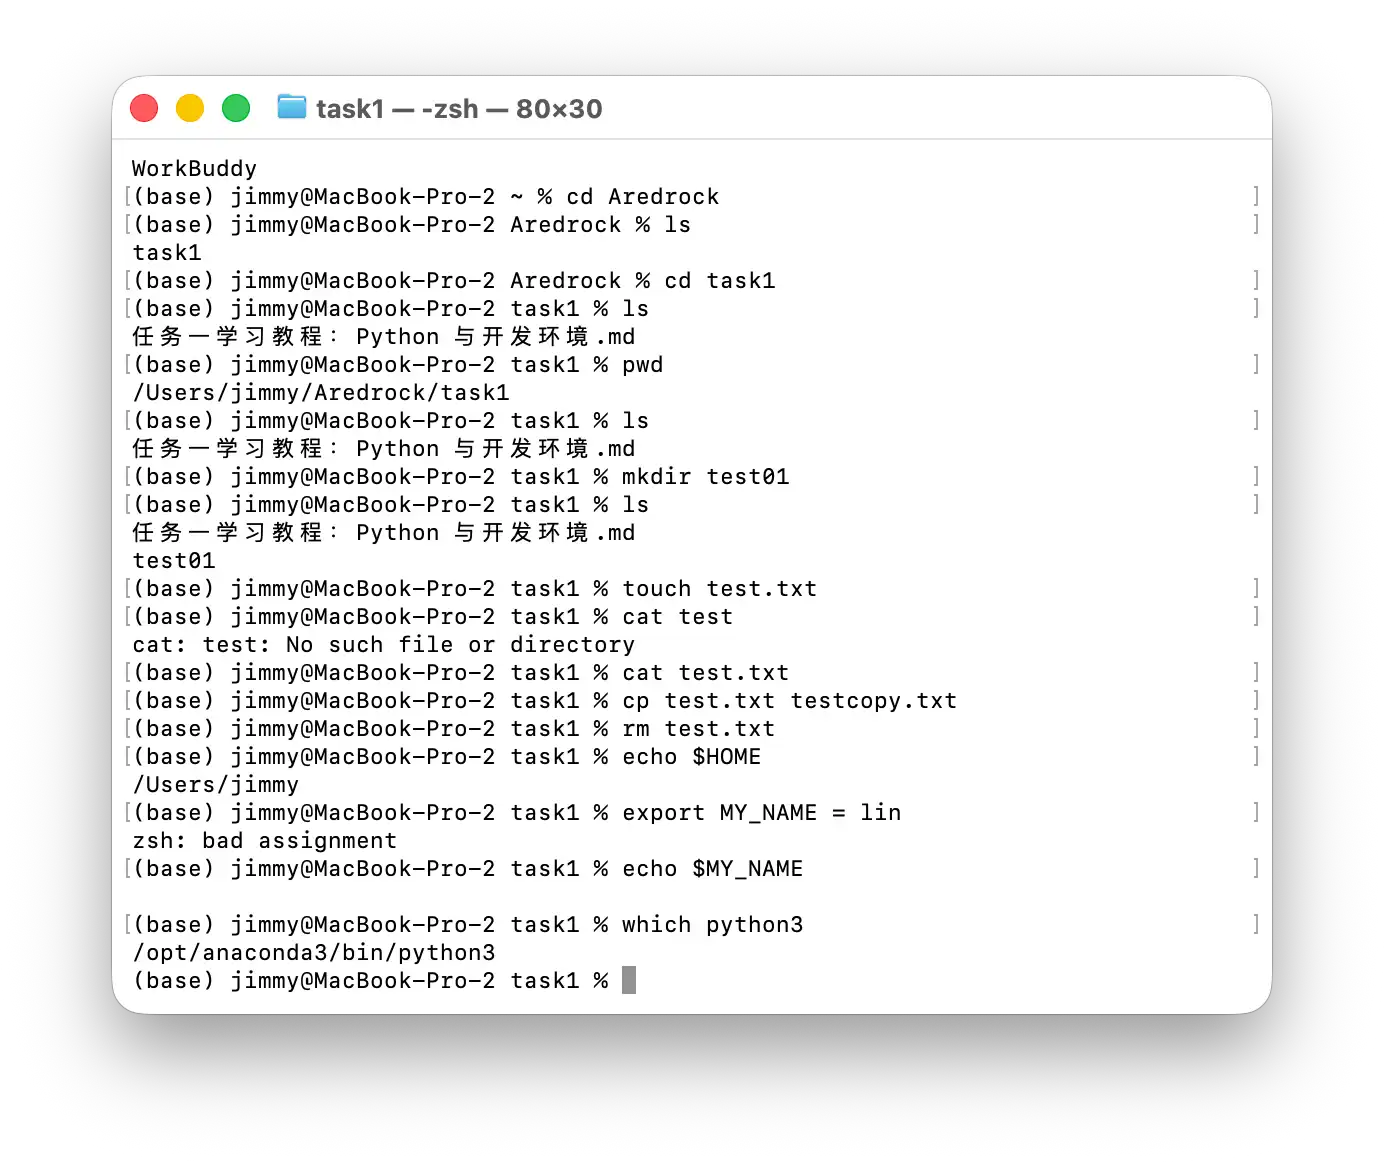 task1 — -zsh — 80×30
WorkBuddy
[(base) jimmy@MacBook-Pro-2 ~ % cd Aredrock ]
[(base) jimmy@MacBook-Pro-2 Aredrock % ls ]
task1
[(base) jimmy@MacBook-Pro-2 Aredrock % cd task1 ]
[(base) jimmy@MacBook-Pro-2 task1 % ls ]
任务一学习教程：Python 与开发环境.md
[(base) jimmy@MacBook-Pro-2 task1 % pwd ]
/Users/jimmy/Aredrock/task1
[(base) jimmy@MacBook-Pro-2 task1 % ls ]
任务一学习教程：Python 与开发环境.md
[(base) jimmy@MacBook-Pro-2 task1 % mkdir test01 ]
[(base) jimmy@MacBook-Pro-2 task1 % ls ]
任务一学习教程：Python 与开发环境.md
test01
[(base) jimmy@MacBook-Pro-2 task1 % touch test.txt ]
[(base) jimmy@MacBook-Pro-2 task1 % cat test ]
cat: test: No such file or directory
[(base) jimmy@MacBook-Pro-2 task1 % cat test.txt ]
[(base) jimmy@MacBook-Pro-2 task1 % cp test.txt testcopy.txt ]
[(base) jimmy@MacBook-Pro-2 task1 % rm test.txt ]
[(base) jimmy@MacBook-Pro-2 task1 % echo $HOME ]
/Users/jimmy
[(base) jimmy@MacBook-Pro-2 task1 % export MY_NAME = lin ]
zsh: bad assignment
[(base) jimmy@MacBook-Pro-2 task1 % echo $MY_NAME ]
[(base) jimmy@MacBook-Pro-2 task1 % which python3 ]
/opt/anaconda3/bin/python3
(base) jimmy@MacBook-Pro-2 task1 %